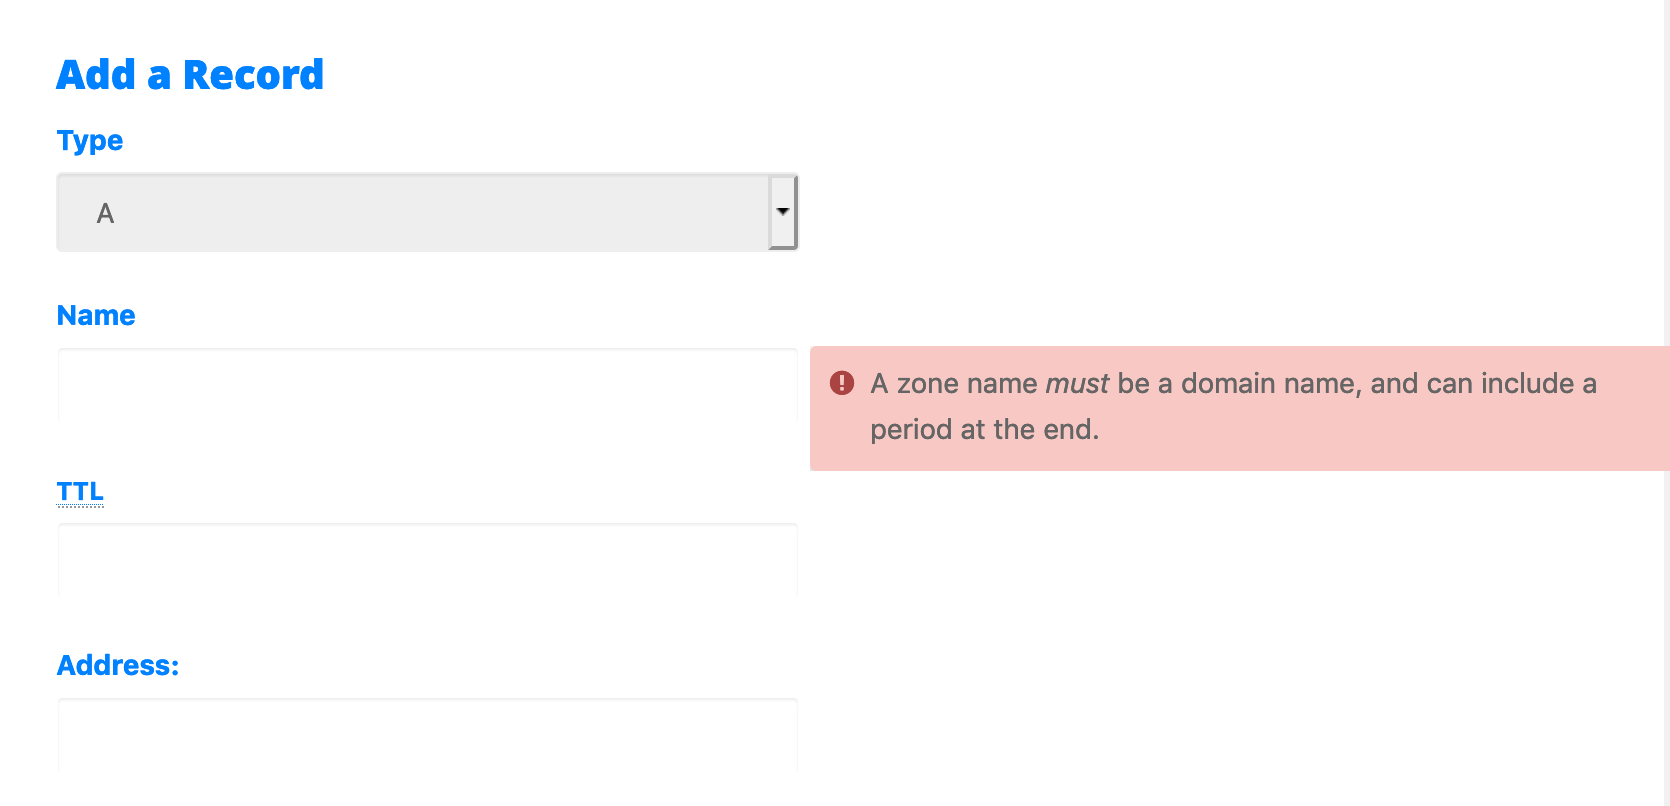 Add a Record
Type
A
Name
A zone name must be a domain name, and can include a
period at the end.
TTL
Address: